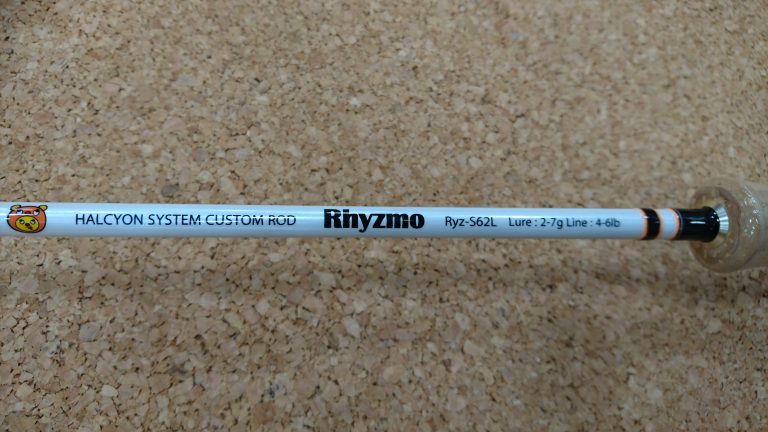 HALCYON SYSTEM CUSTOM ROD Rhyzmo Ryz-S62L Lure : 2-7g Line : 4-6lb